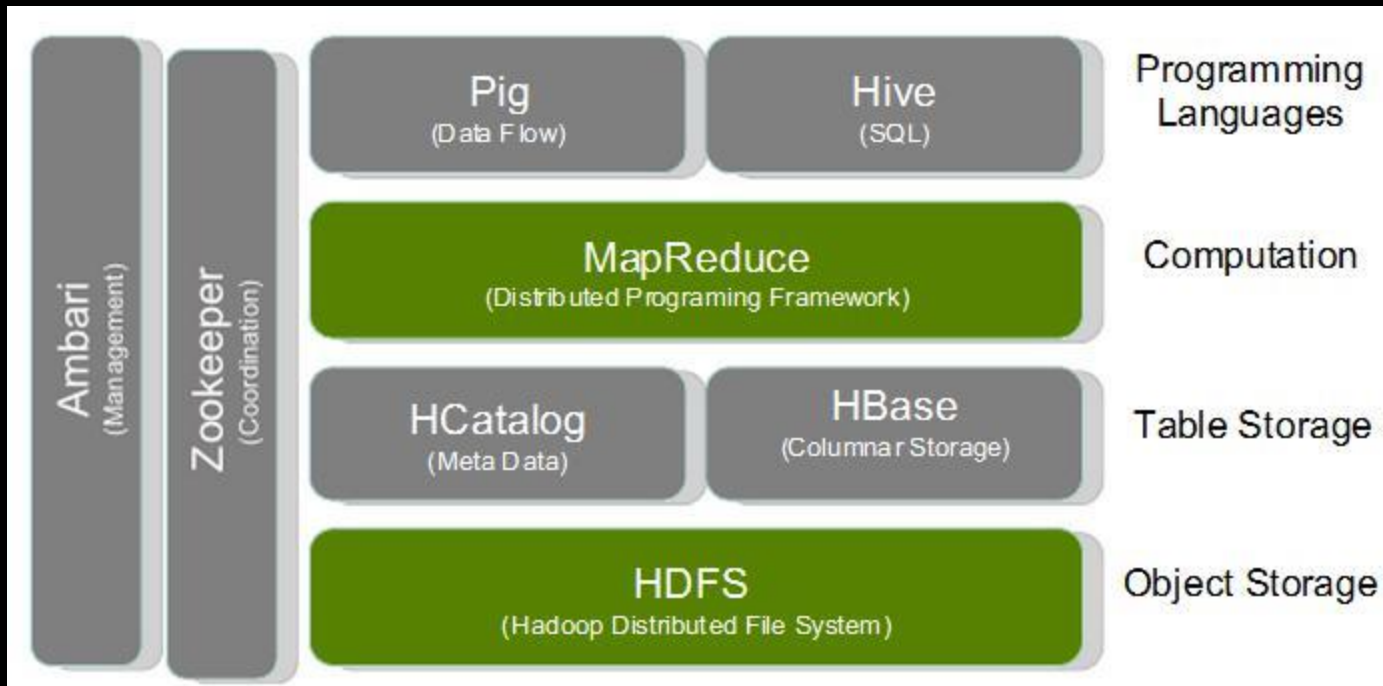 Ambari
(Management)
Zookeeper
(Coordination)
Pig
(Data Flow)
Hive
(SQL)
Programming
Languages
MapReduce
(Distributed Programing Framework)
Computation
HCatalog
(Meta Data)
HBase
(Columnar Storage)
Table Storage
HDFS
(Hadoop Distributed File System)
Object Storage